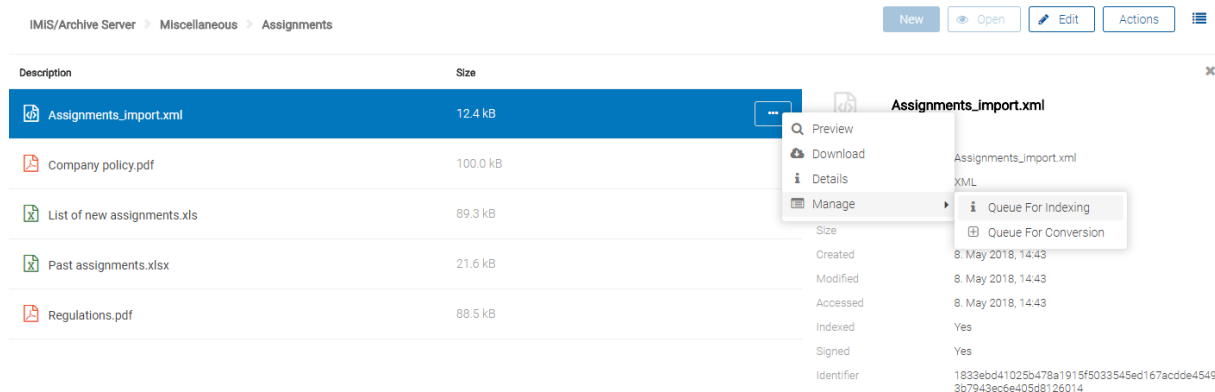 IMiS/Archive Server Miscellaneous Assignments
New Open Edit Actions
Description Size
Assignments_import.xml 12.4 kB
Company policy.pdf 100.0 kB
List of new assignments.xls 89.3 kB
Past assignments.xlsx 21.6 kB
Regulations.pdf 88.5 kB
Preview
Download
Details
Manage
Queue For Indexing
Queue For Conversion
Assignments_import.xml
Assignments_import.xml
XML
Size
Created 8. May 2018, 14:43
Modified 8. May 2018, 14:43
Accessed 8. May 2018, 14:43
Indexed Yes
Signed Yes
Identifier 1833ebd41025b478a1915f5033545ed167acdde4549
3b7943ec6e405d8126014